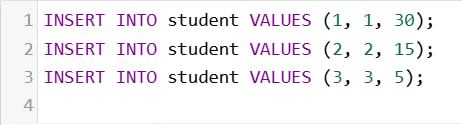 1 INSERT INTO student VALUES (1, 1, 30);
2 INSERT INTO student VALUES (2, 2, 15);
3 INSERT INTO student VALUES (3, 3, 5);
4